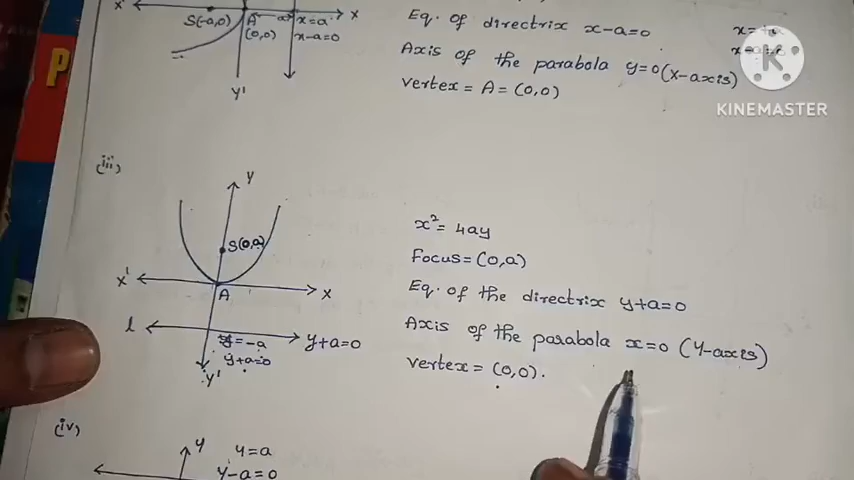 X'
S(-a,0)
A
(0,0)
x=a
x-a=0
X
Y'
Eq. of directrix x-a=0
Axis of the parabola y=0(X-axis)
vertex = A = (0,0)
KINEMASTER
(iii)
Y
S(0,a)
X'
A
X
l
y=-a
y+a=0
y+a=0
Y'
x²=4ay
Focus=(0,a)
Eq. of the directrix y+a=0
Axis of the parabola x=0 (Y-axis)
vertex = (0,0).
(iv)
y
y=a
y-a=0